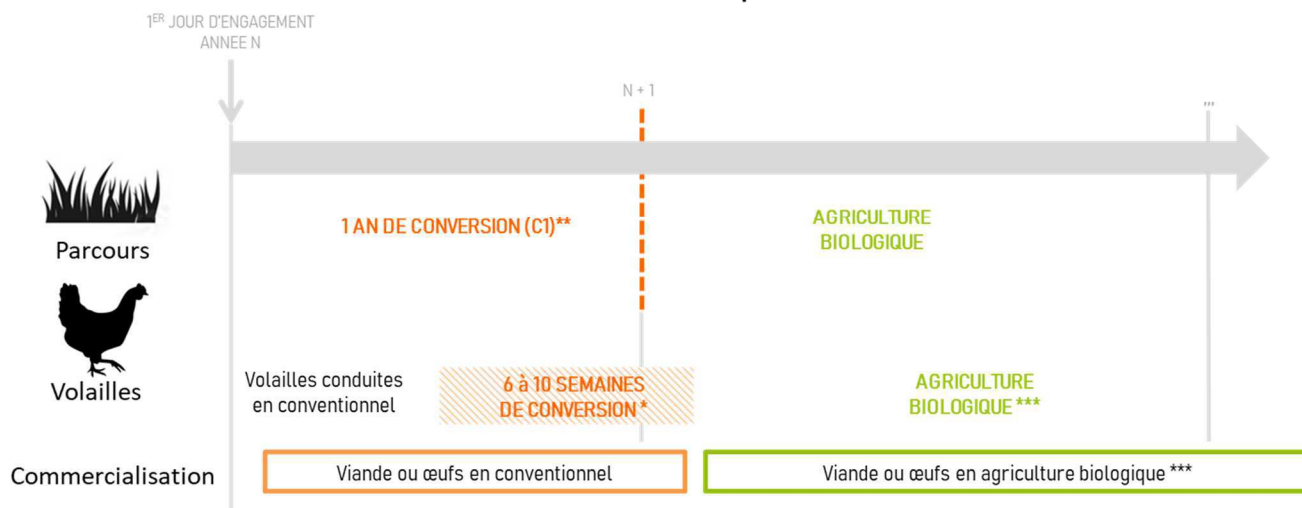 1ER JOUR D'ENGAGEMENT
ANNEE N
N + 1
...
1 AN DE CONVERSION (C1)**
AGRICULTURE
BIOLOGIQUE
Parcours
Volailles conduites
en conventionnel
6 à 10 SEMAINES
DE CONVERSION *
AGRICULTURE
BIOLOGIQUE ***
Volailles
Commercialisation
Viande ou œufs en conventionnel
Viande ou œufs en agriculture biologique ***